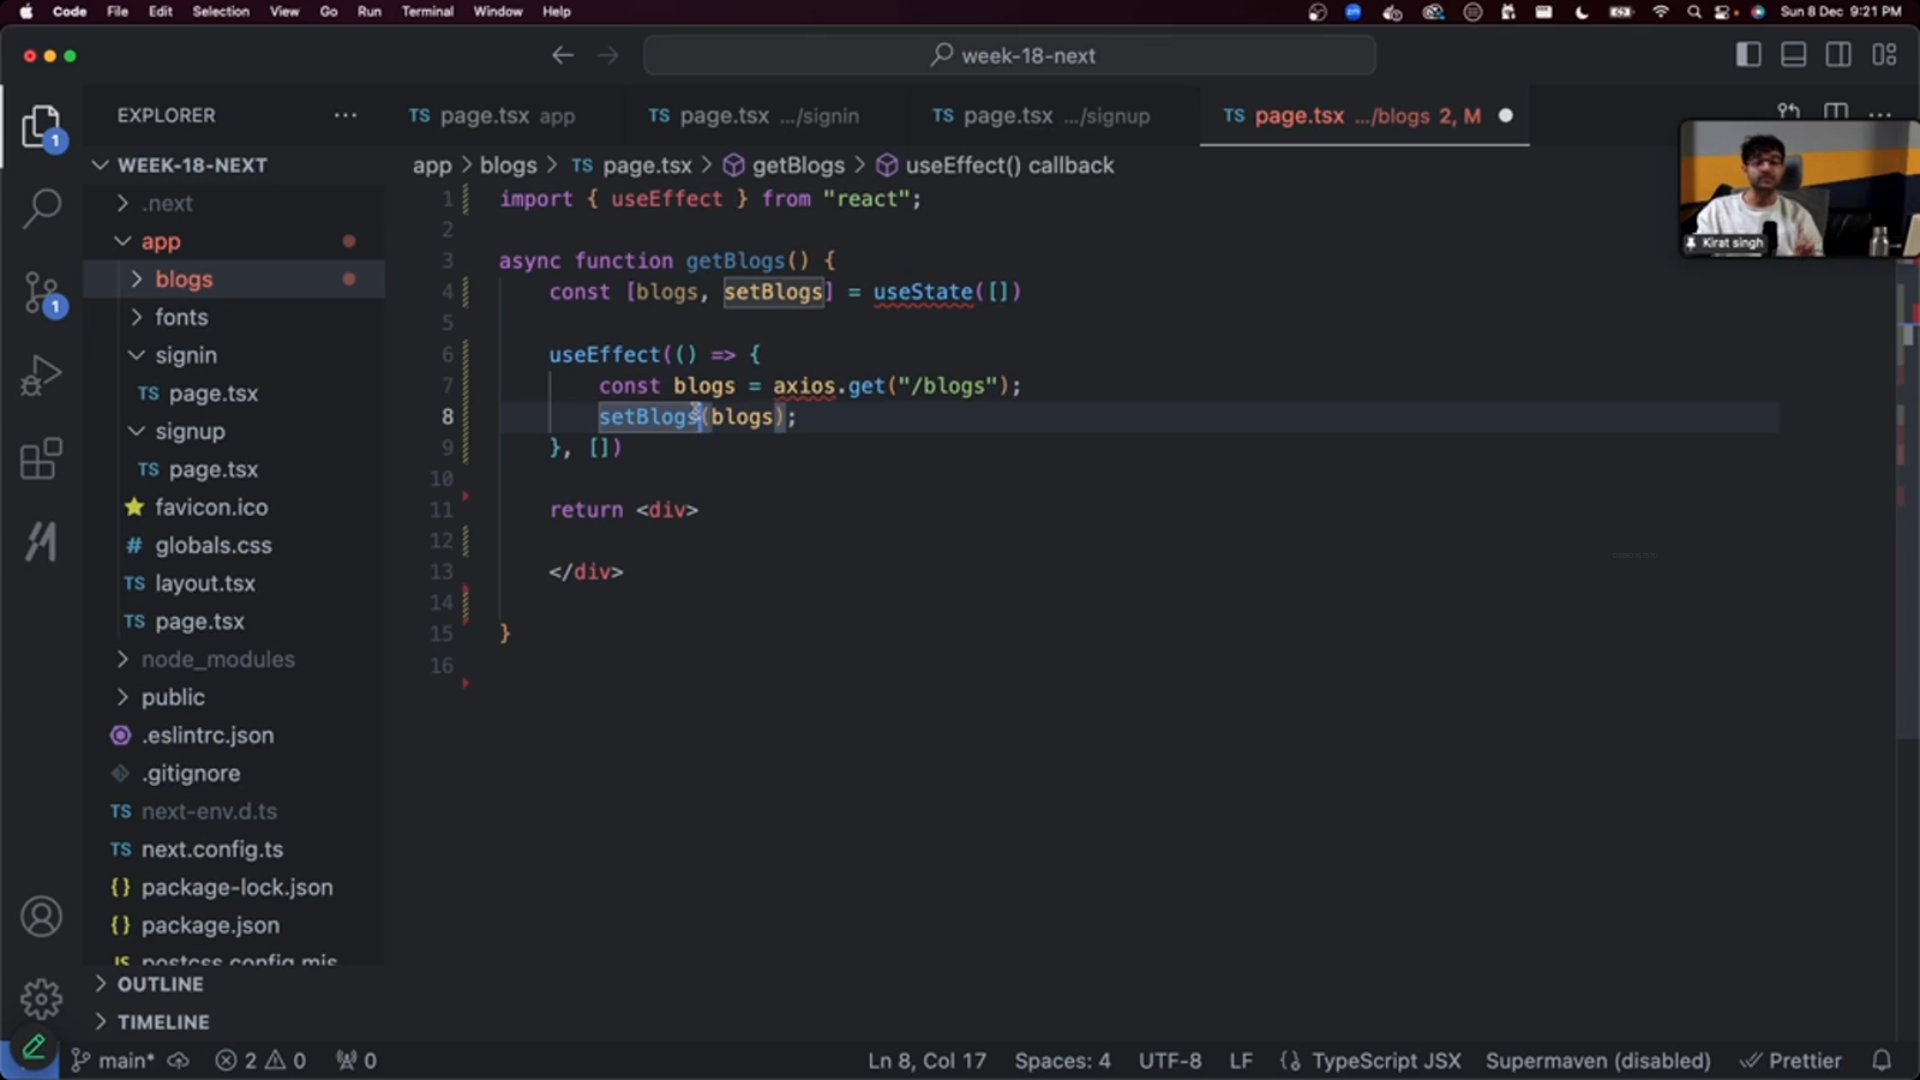 Code File Edit Selection View Go Run Terminal Window Help
Sun 8 Dec 9:21 PM
week-18-next
EXPLORER
TS page.tsx app
TS page.tsx .../signin
TS page.tsx .../signup
TS page.tsx .../blogs 2, M
Kirat singh
WEEK-18-NEXT
.next
app
blogs
fonts
signin
TS page.tsx
signup
TS page.tsx
favicon.ico
# globals.css
TS layout.tsx
TS page.tsx
node_modules
public
.eslintrc.json
.gitignore
TS next-env.d.ts
TS next.config.ts
{} package-lock.json
{} package.json
JS postcss.config.mjs
OUTLINE
TIMELINE
1
1
app > blogs > TS page.tsx > getBlogs > useEffect() callback
1 import { useEffect } from "react";
2
3 async function getBlogs() {
4 const [blogs, setBlogs] = useState([])
5
6 useEffect(() => {
7 const blogs = axios.get("/blogs");
8 setBlogs(blogs);
9 }, [])
10
11 return <div>
12
13 </div>
14
15 }
16
main* 2 0 0
Ln 8, Col 17 Spaces: 4 UTF-8 LF TypeScript JSX Supermaven (disabled) Prettier